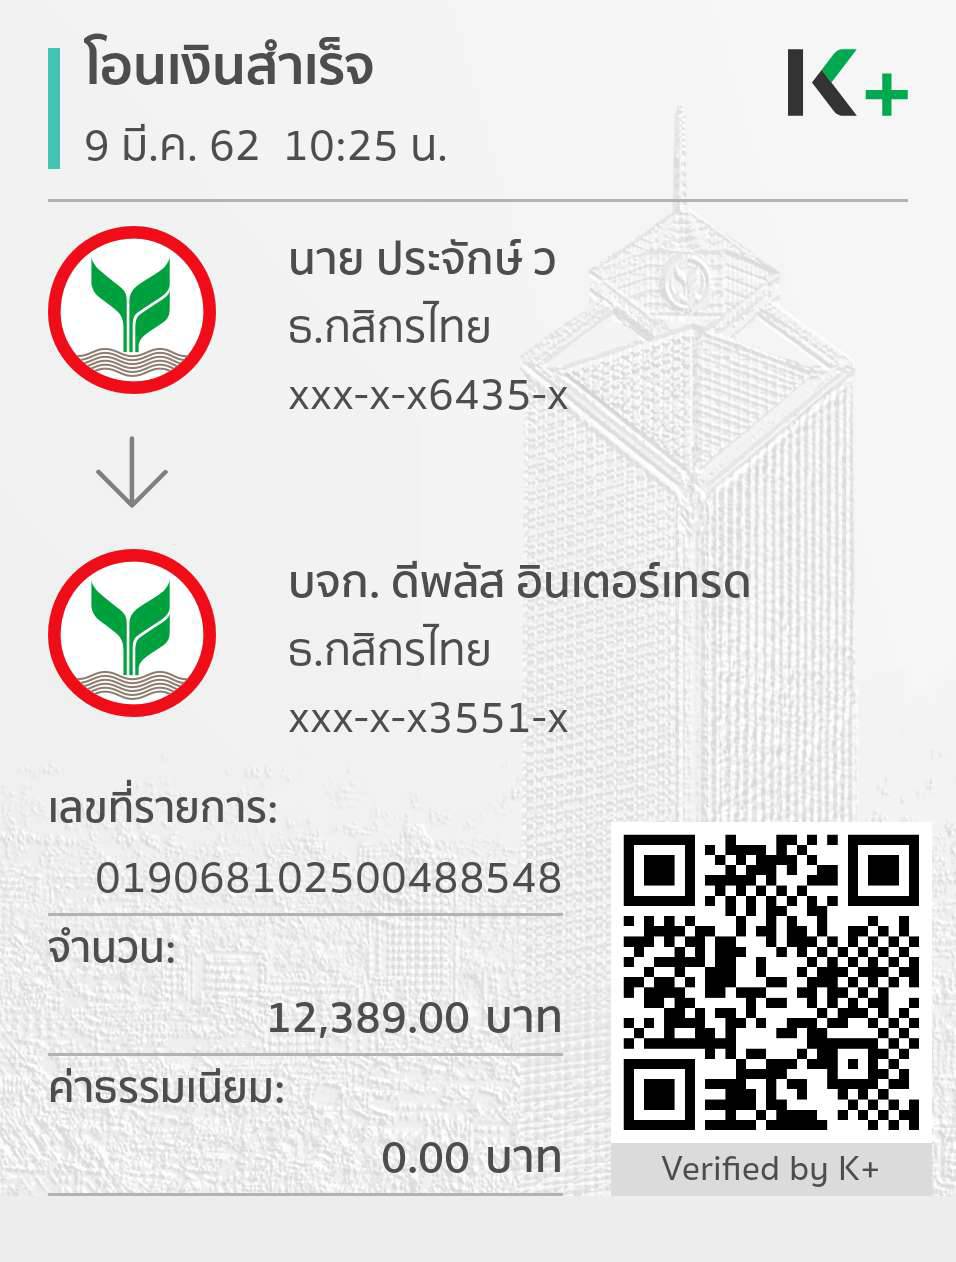 โอนเงินสำเร็จ
9 มี.ค. 62 10:25 น.
K+
นาย ประจักษ์ ว
ธ.กสิกรไทย
xxx-x-x6435-x
บจก. ดีพลัส อินเตอร์เทรด
ธ.กสิกรไทย
xxx-x-x3551-x
เลขที่รายการ:
019068102500488548
จำนวน:
12,389.00 บาท
ค่าธรรมเนียม:
0.00 บาท
Verified by K+